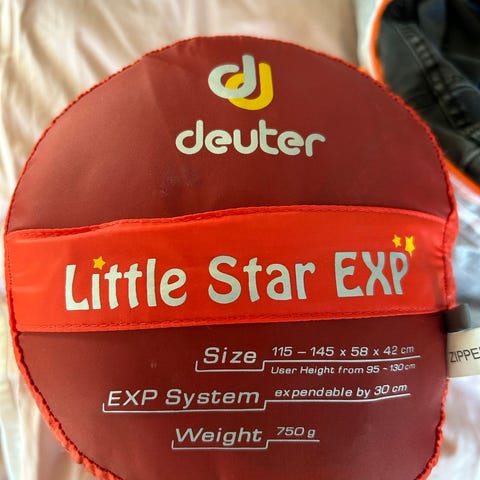 deuter
Little Star EXP
Size 115 – 145 x 58 x 42 cm
User Height from 95 – 130 cm
EXP System expendable by 30 cm
Weight 750 g